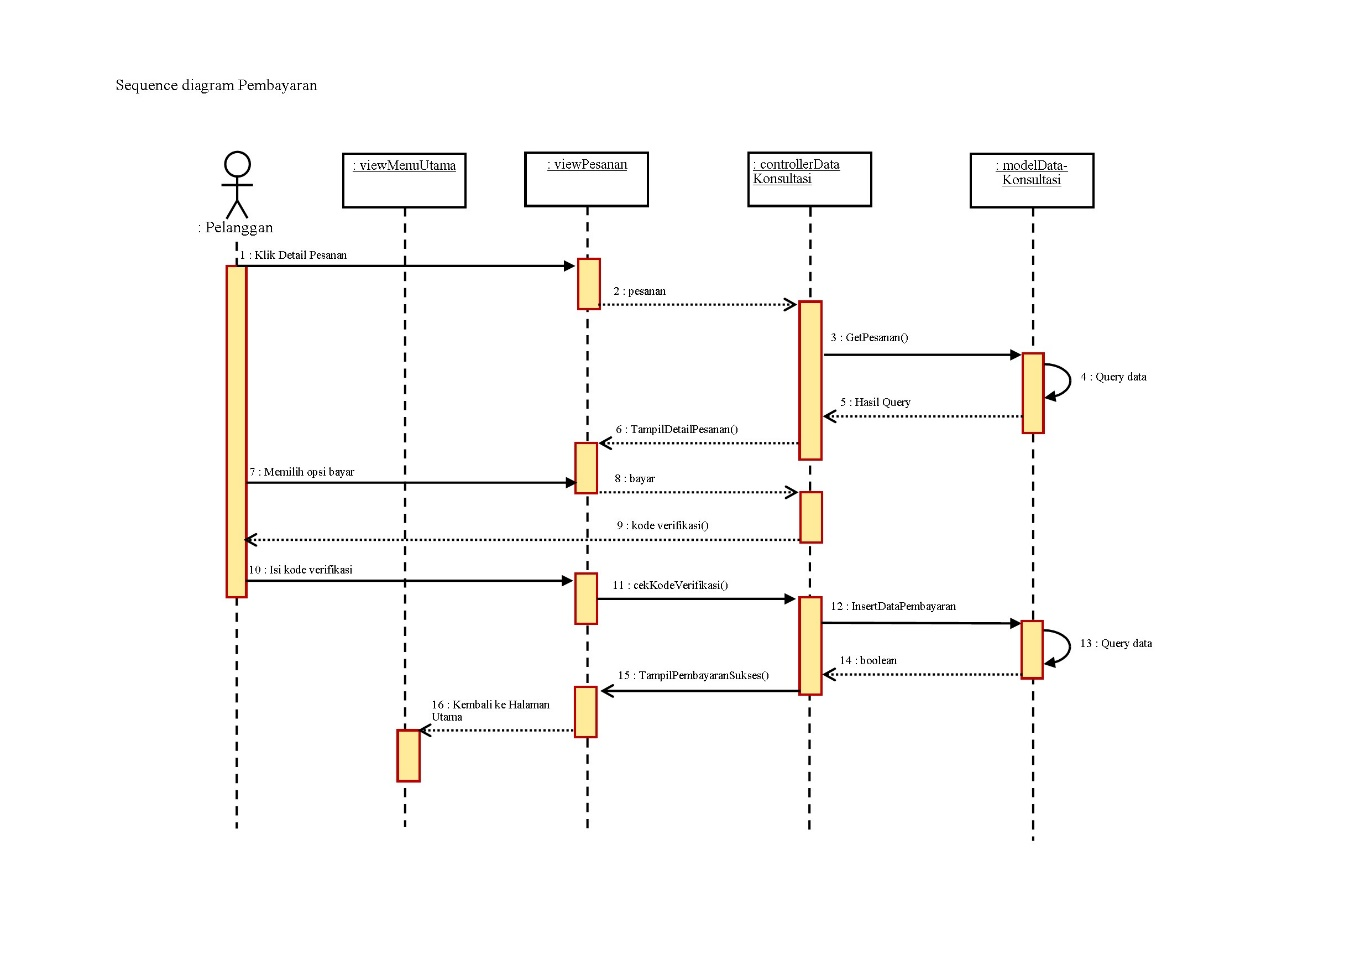 Sequence diagram Pembayaran
: Pelanggan
: viewMenuUtama
: viewPesanan
: controllerData
Konsultasi
: modelData-
Konsultasi
1 : Klik Detail Pesanan
2 : pesanan
3 : GetPesanan()
4 : Query data
5 : Hasil Query
6 : TampilDetailPesanan()
7 : Memilih opsi bayar
8 : bayar
9 : kode verifikasi()
10 : Isi kode verifikasi
11 : cekKodeVerifikasi()
12 : InsertDataPembayaran
13 : Query data
14 : boolean
15 : TampilPembayaranSukses()
16 : Kembali ke Halaman
Utama